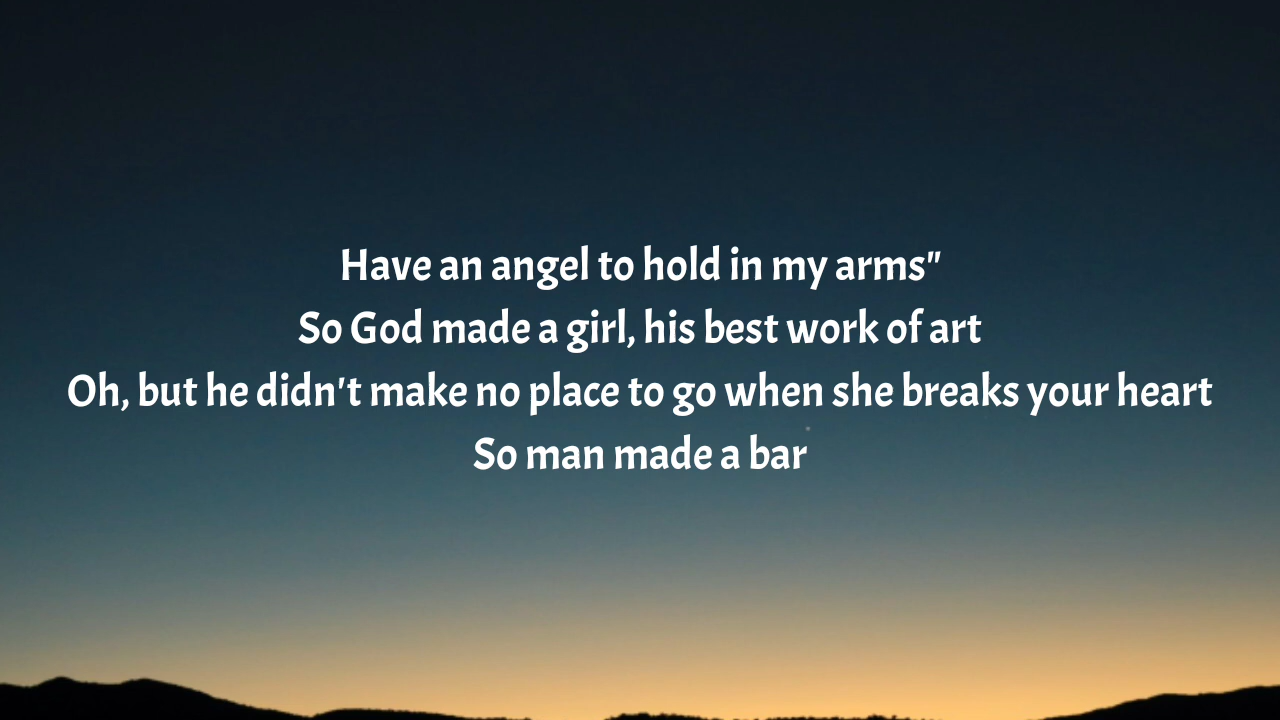 Have an angel to hold in my arms"
So God made a girl, his best work of art
Oh, but he didn't make no place to go when she breaks your heart
So man made a bar